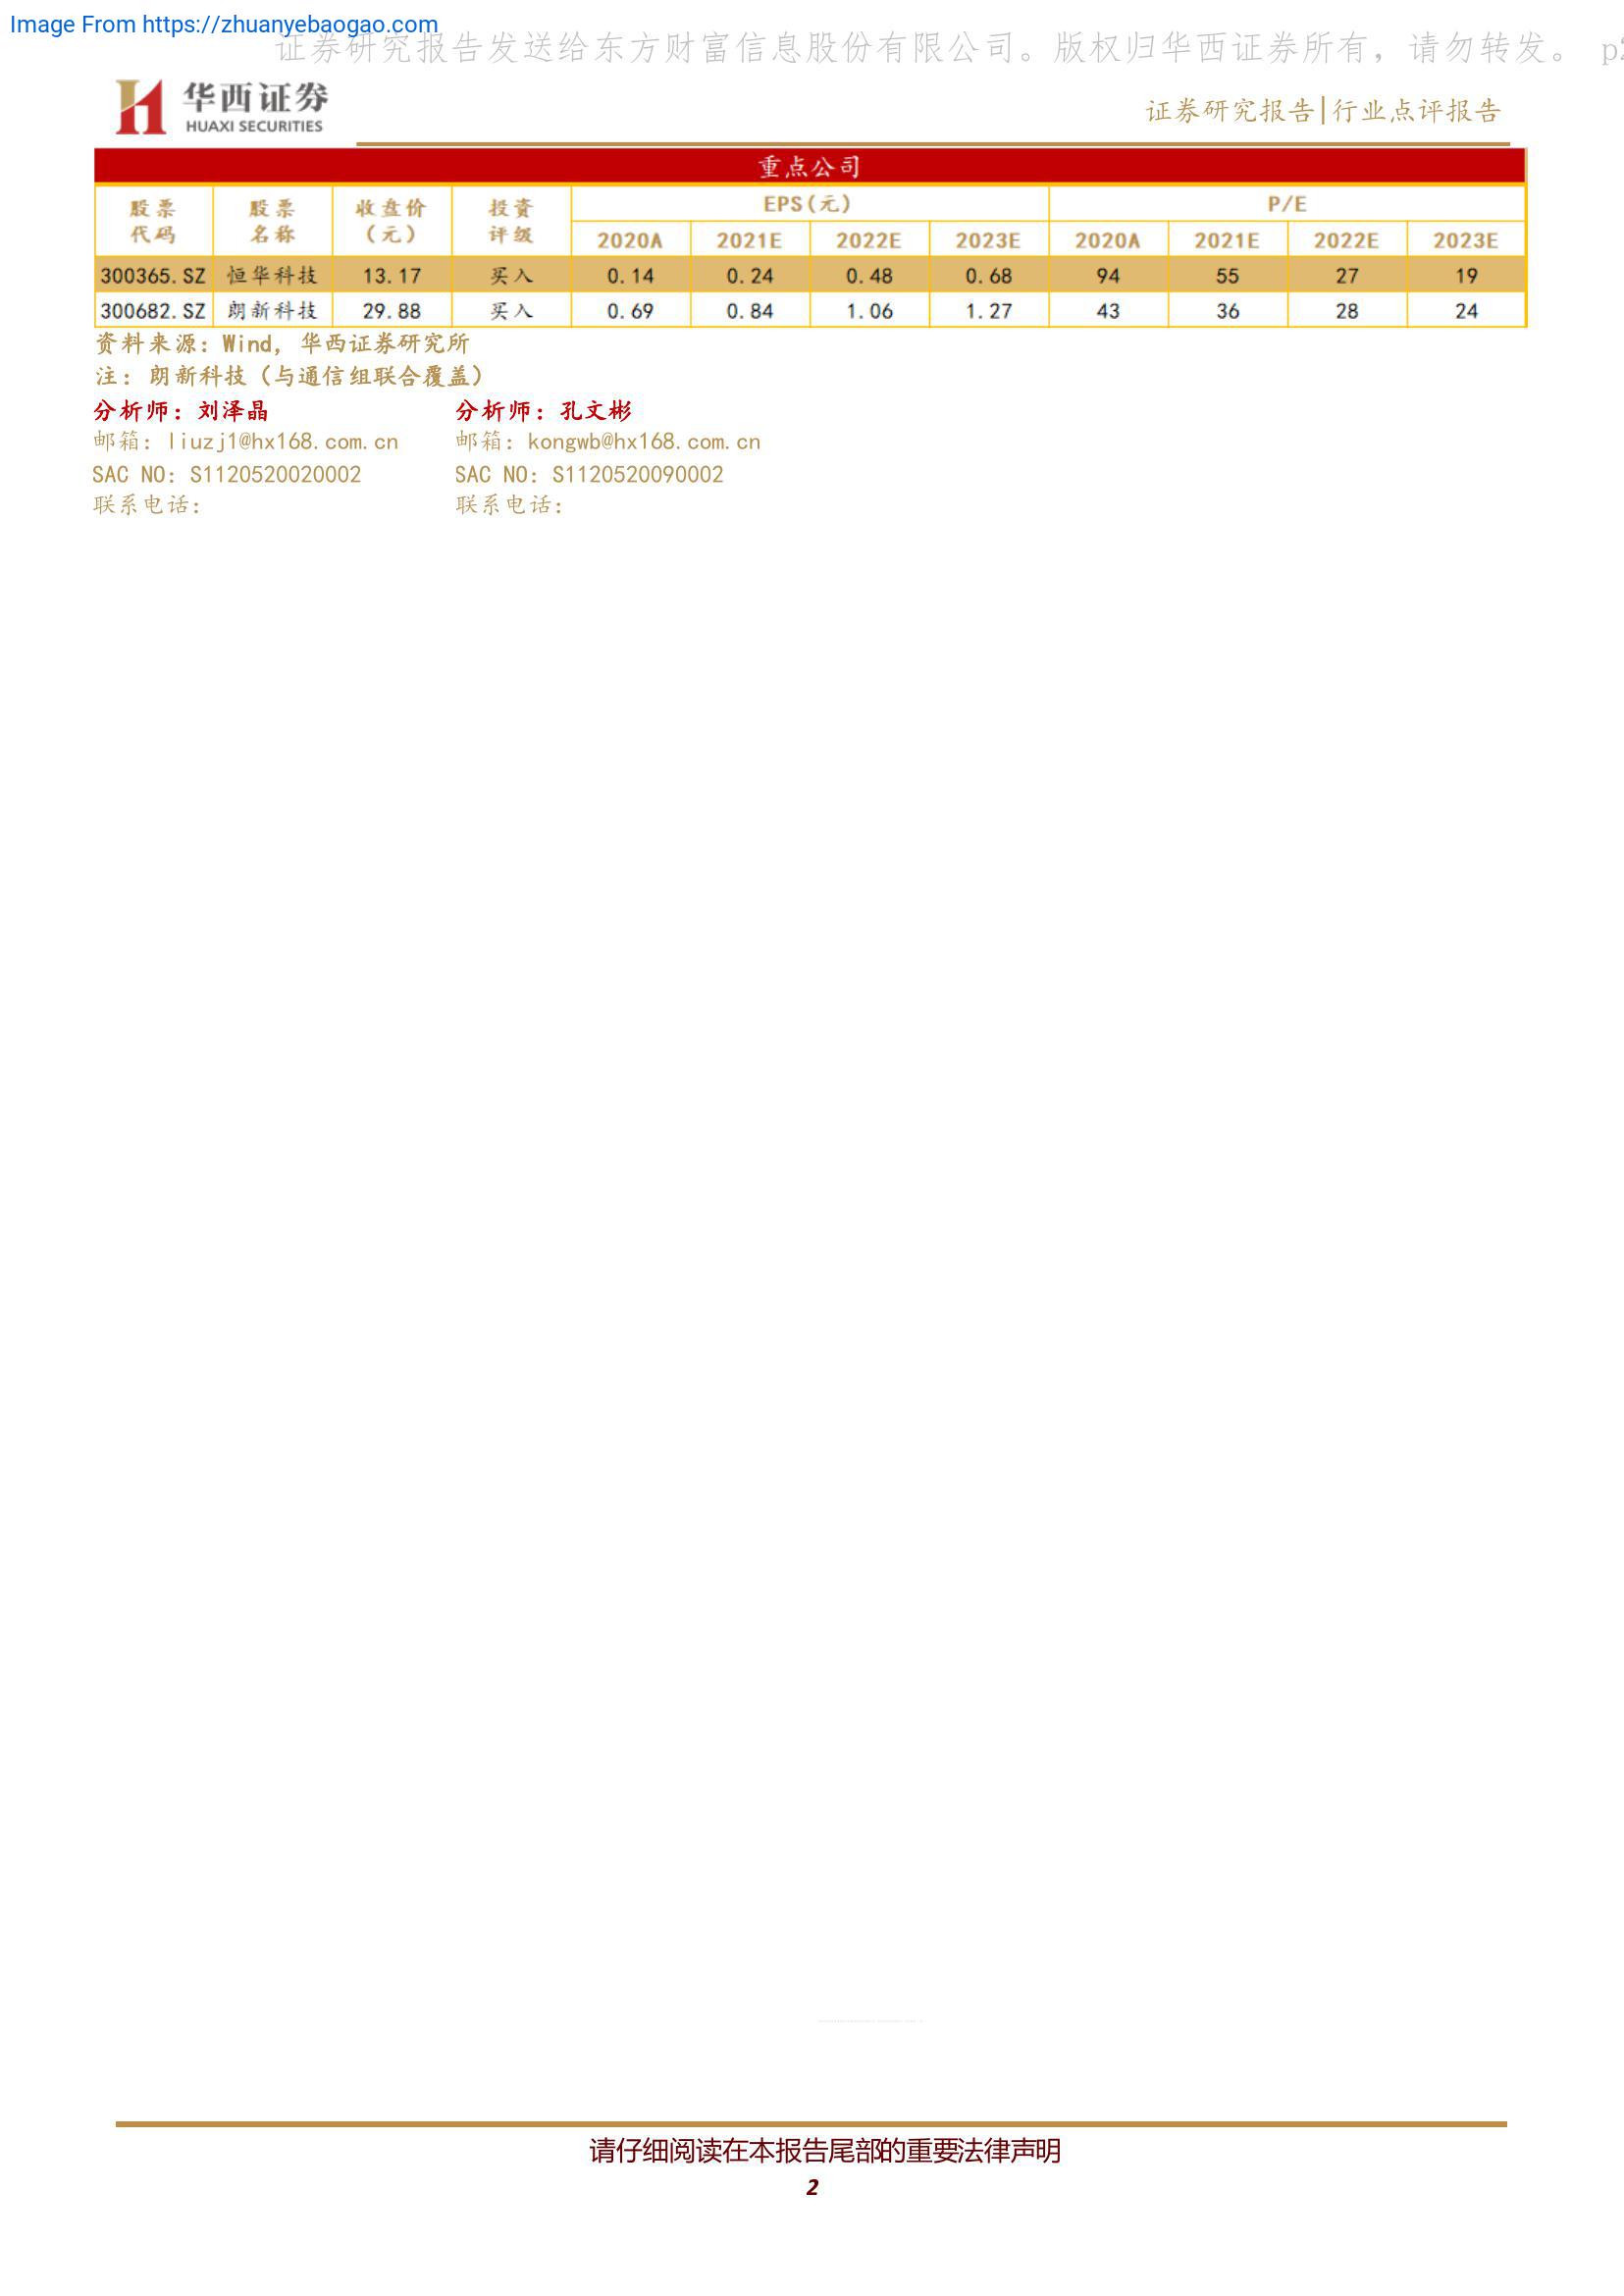 Image From https://zhuanyebaogao.com
证券研究报告发送给东方财富信息股份有限公司。版权归华西证券所有，请勿转发。 p2
华西证券
HUAXI SECURITIES
证券研究报告|行业点评报告
重点公司
股票代码 股票名称 收盘价（元） 投资评级 EPS(元) P/E
2020A 2021E 2022E 2023E 2020A 2021E 2022E 2023E
300365.SZ 恒华科技 13.17 买入 0.14 0.24 0.48 0.68 94 55 27 19
300682.SZ 朗新科技 29.88 买入 0.69 0.84 1.06 1.27 43 36 28 24
资料来源：Wind，华西证券研究所
注：朗新科技（与通信组联合覆盖）
分析师：刘泽晶 分析师：孔文彬
邮箱：liuzj1@hx168.com.cn 邮箱：kongwb@hx168.com.cn
SAC NO：S1120520020002 SAC NO：S1120520090002
联系电话： 联系电话：
请仔细阅读在本报告尾部的重要法律声明
2